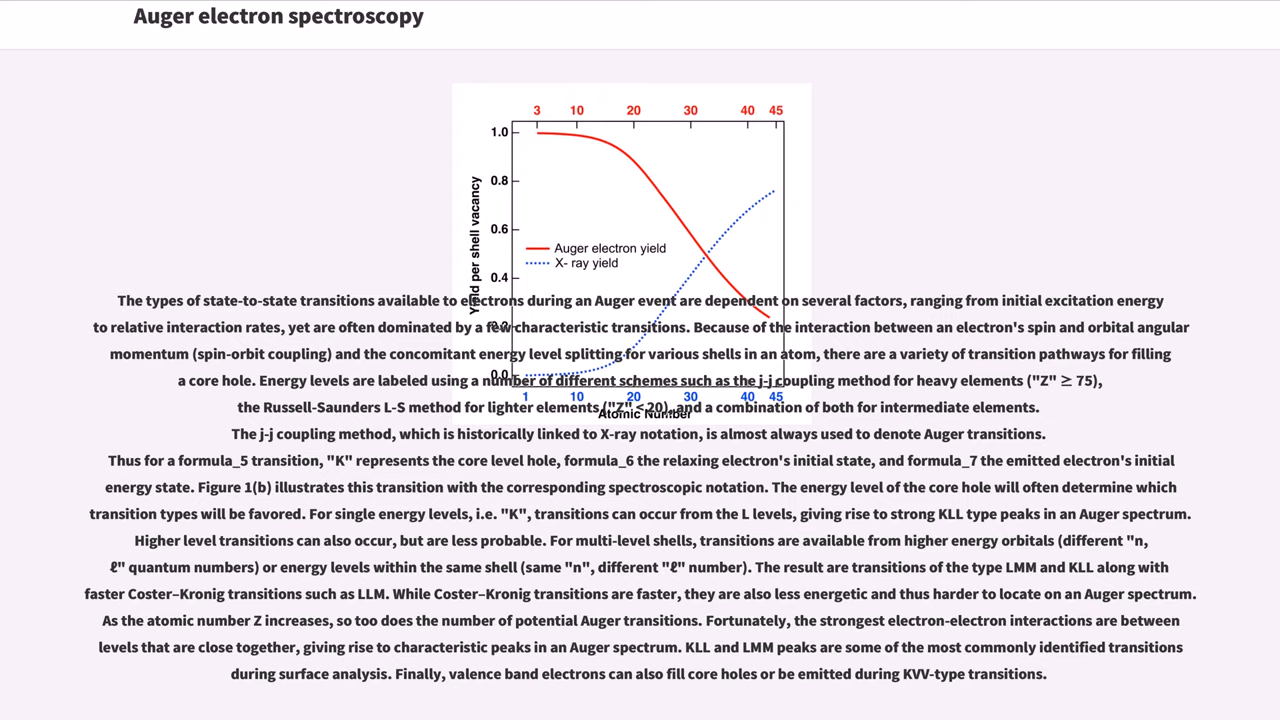 Auger electron spectroscopy
3 10 20 30 40 45
1.0
0.8
0.6
0.4
0.2
0.0
Yield per shell vacancy
Auger electron yield
X- ray yield
1 10 20 30 40 45
Atomic Number
The types of state-to-state transitions available to electrons during an Auger event are dependent on several factors, ranging from initial excitation energy
to relative interaction rates, yet are often dominated by a few characteristic transitions. Because of the interaction between an electron's spin and orbital angular
momentum (spin-orbit coupling) and the concomitant energy level splitting for various shells in an atom, there are a variety of transition pathways for filling
a core hole. Energy levels are labeled using a number of different schemes such as the j-j coupling method for heavy elements ("Z" ≥ 75),
the Russell-Saunders L-S method for lighter elements ("Z" < 20), and a combination of both for intermediate elements.
The j-j coupling method, which is historically linked to X-ray notation, is almost always used to denote Auger transitions.
Thus for a formula_5 transition, "K" represents the core level hole, formula_6 the relaxing electron's initial state, and formula_7 the emitted electron's initial
energy state. Figure 1(b) illustrates this transition with the corresponding spectroscopic notation. The energy level of the core hole will often determine which
transition types will be favored. For single energy levels, i.e. "K", transitions can occur from the L levels, giving rise to strong KLL type peaks in an Auger spectrum.
Higher level transitions can also occur, but are less probable. For multi-level shells, transitions are available from higher energy orbitals (different "n,
ℓ" quantum numbers) or energy levels within the same shell (same "n", different "ℓ" number). The result are transitions of the type LMM and KLL along with
faster Coster–Kronig transitions such as LLM. While Coster–Kronig transitions are faster, they are also less energetic and thus harder to locate on an Auger spectrum.
As the atomic number Z increases, so too does the number of potential Auger transitions. Fortunately, the strongest electron-electron interactions are between
levels that are close together, giving rise to characteristic peaks in an Auger spectrum. KLL and LMM peaks are some of the most commonly identified transitions
during surface analysis. Finally, valence band electrons can also fill core holes or be emitted during KVV-type transitions.